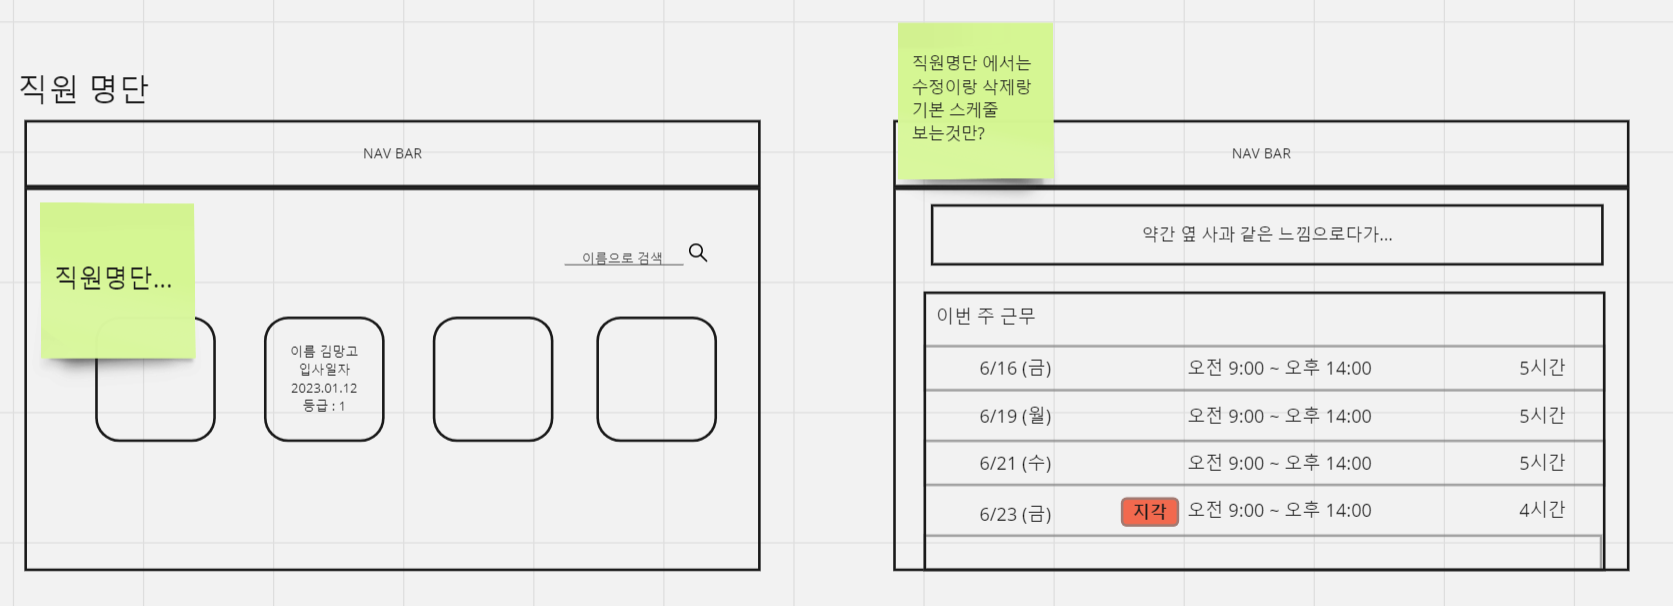 직원 명단
NAV BAR
직원명단...
이름으로 검색
이름 김망고
입사일자
2023.01.12
등급 : 1
직원명단 에서는
수정이랑 삭제랑
기본 스케줄
보는것만?
NAV BAR
약간 옆 사과 같은 느낌으로다가...
이번 주 근무
6/16 (금) 오전 9:00 ~ 오후 14:00 5시간
6/19 (월) 오전 9:00 ~ 오후 14:00 5시간
6/21 (수) 오전 9:00 ~ 오후 14:00 5시간
6/23 (금) 지각 오전 9:00 ~ 오후 14:00 4시간